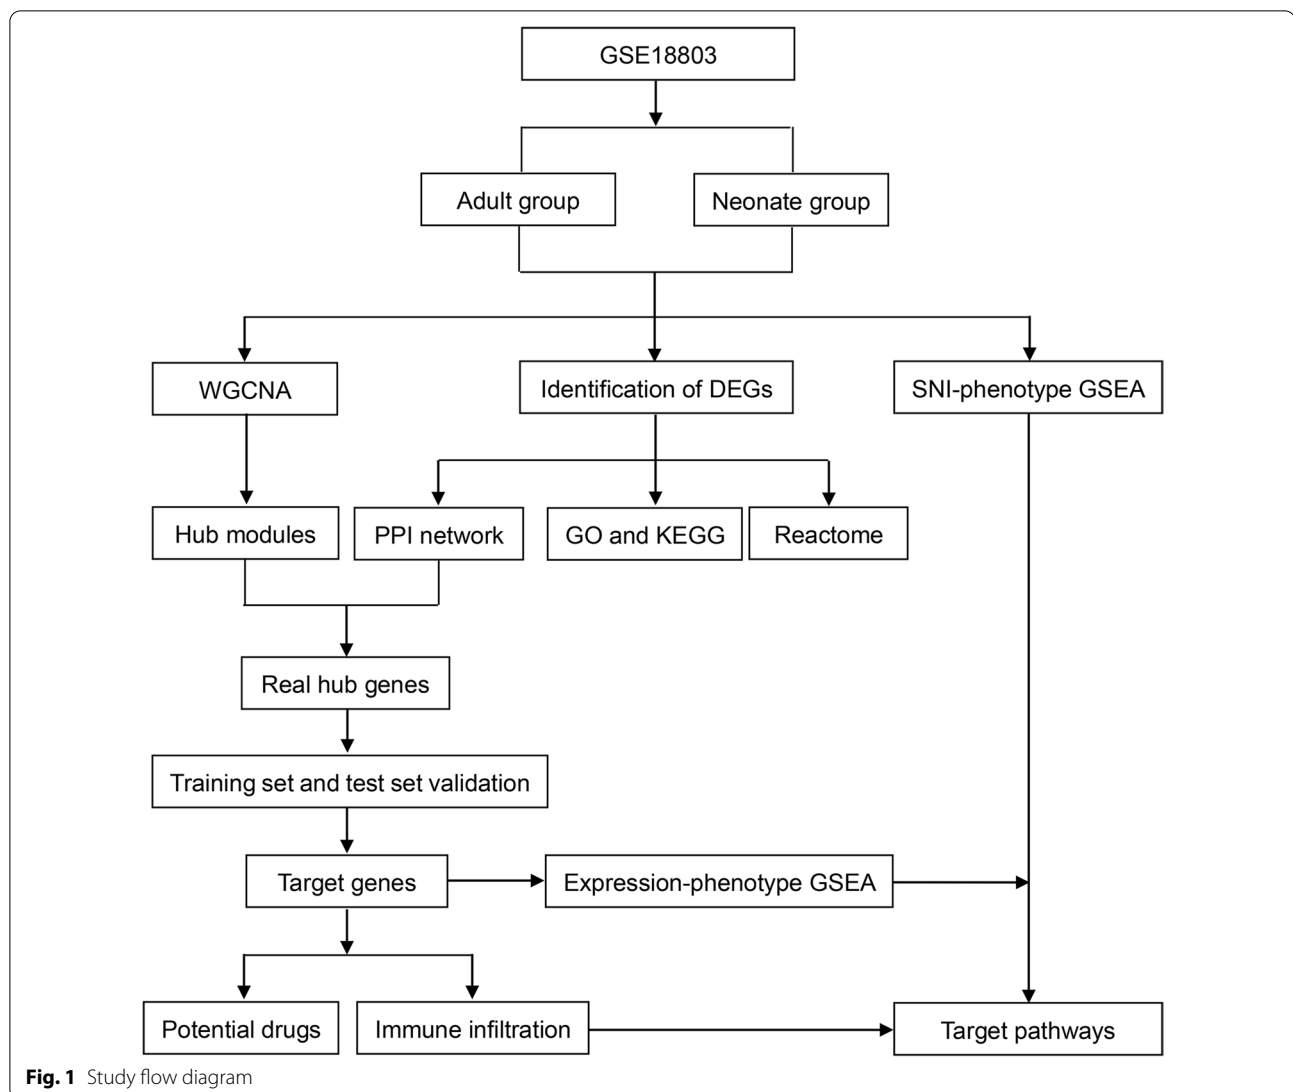 GSE18803
Adult group
Neonate group
WGCNA
Identification of DEGs
SNI-phenotype GSEA
Hub modules
PPI network
GO and KEGG
Reactome
Real hub genes
Training set and test set validation
Target genes
Expression-phenotype GSEA
Potential drugs
Immune infiltration
Target pathways
Fig. 1 Study flow diagram